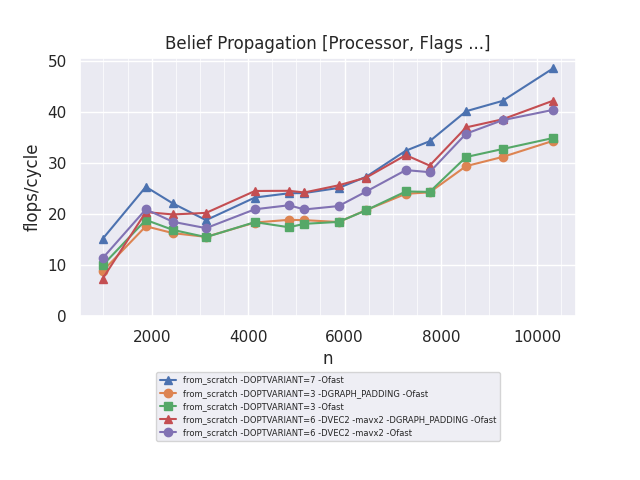 Belief Propagation [Processor, Flags ...]
50
40
30
20
10
0
flops/cycle
2000 4000 6000 8000 10000
n
from_scratch -DOPTVARIANT=7 -Ofast
from_scratch -DOPTVARIANT=3 -DGRAPH_PADDING -Ofast
from_scratch -DOPTVARIANT=3 -Ofast
from_scratch -DOPTVARIANT=6 -DVEC2 -mavx2 -DGRAPH_PADDING -Ofast
from_scratch -DOPTVARIANT=6 -DVEC2 -mavx2 -Ofast